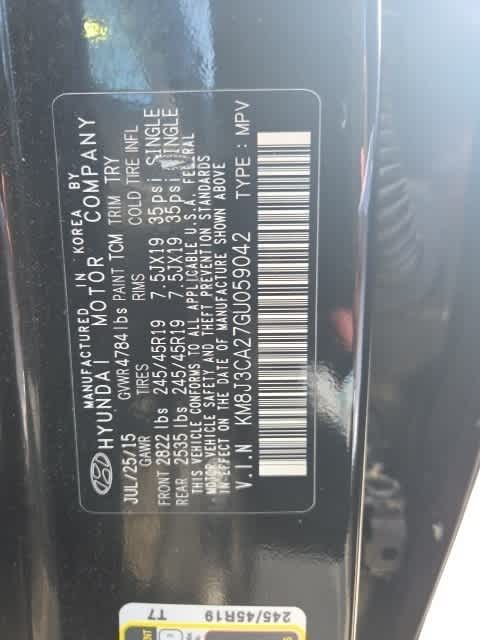 MANUFACTURED IN KOREA BY
HYUNDAI MOTOR COMPANY
JUL/25/15 GVWR 4784 lbs PAINT TCM TRIM TRY
GAWR TIRES RIMS COLD TIRE INFL
FRONT 2822 lbs 245/45R19 7.5JX19 35psi SINGLE
REAR 2535 lbs 245/45R19 7.5JX19 35psi SINGLE
THIS VEHICLE CONFORMS TO ALL APPLICABLE U.S.A. FEDERAL
MOTOR VEHICLE SAFETY AND THEFT PREVENTION STANDARDS
IN EFFECT ON THE DATE OF MANUFACTURE SHOWN ABOVE
V.I.N : KM8J3CA27GU059042 TYPE : MPV
T7 245/45R19